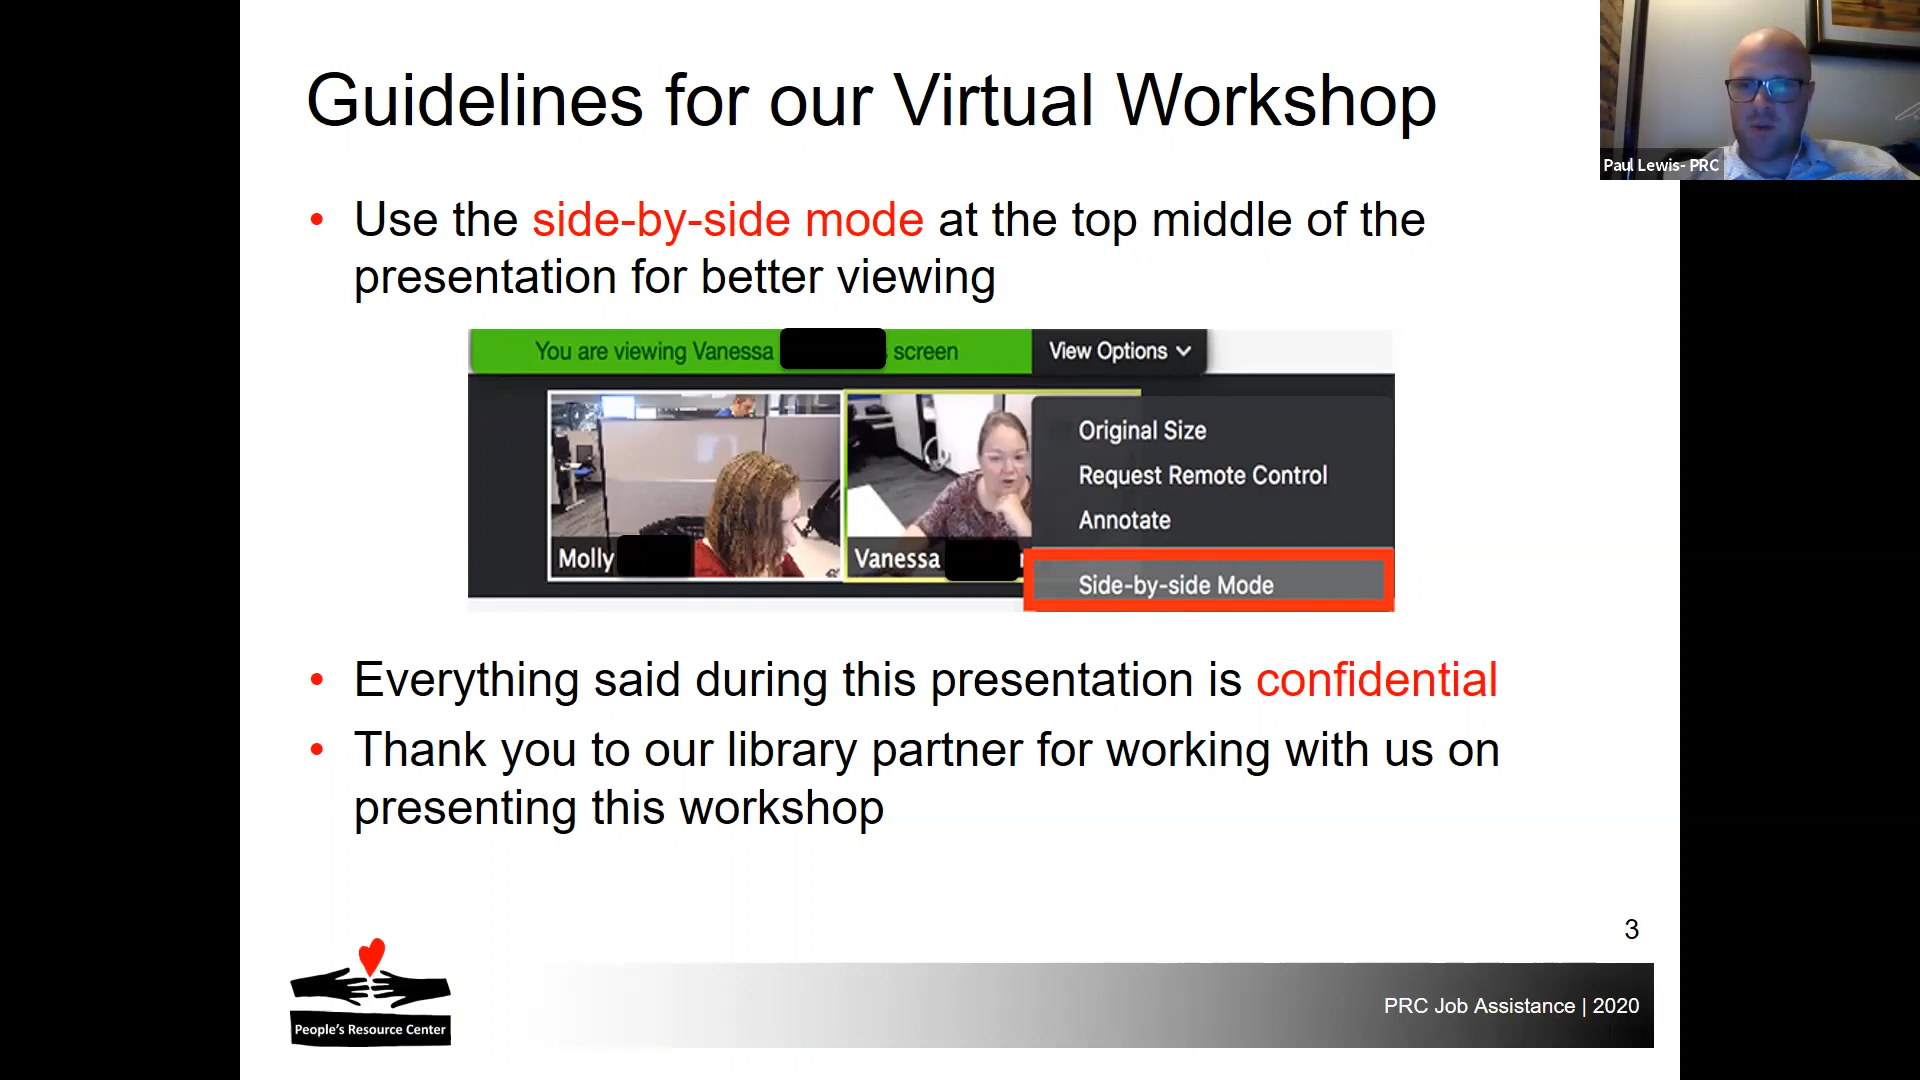 Guidelines for our Virtual Workshop
Paul Lewis- PRC
• Use the side-by-side mode at the top middle of the
presentation for better viewing
You are viewing Vanessa screen
View Options
Original Size
Request Remote Control
Annotate
Side-by-side Mode
Molly
Vanessa
• Everything said during this presentation is confidential
• Thank you to our library partner for working with us on
presenting this workshop
3
People's Resource Center
PRC Job Assistance | 2020